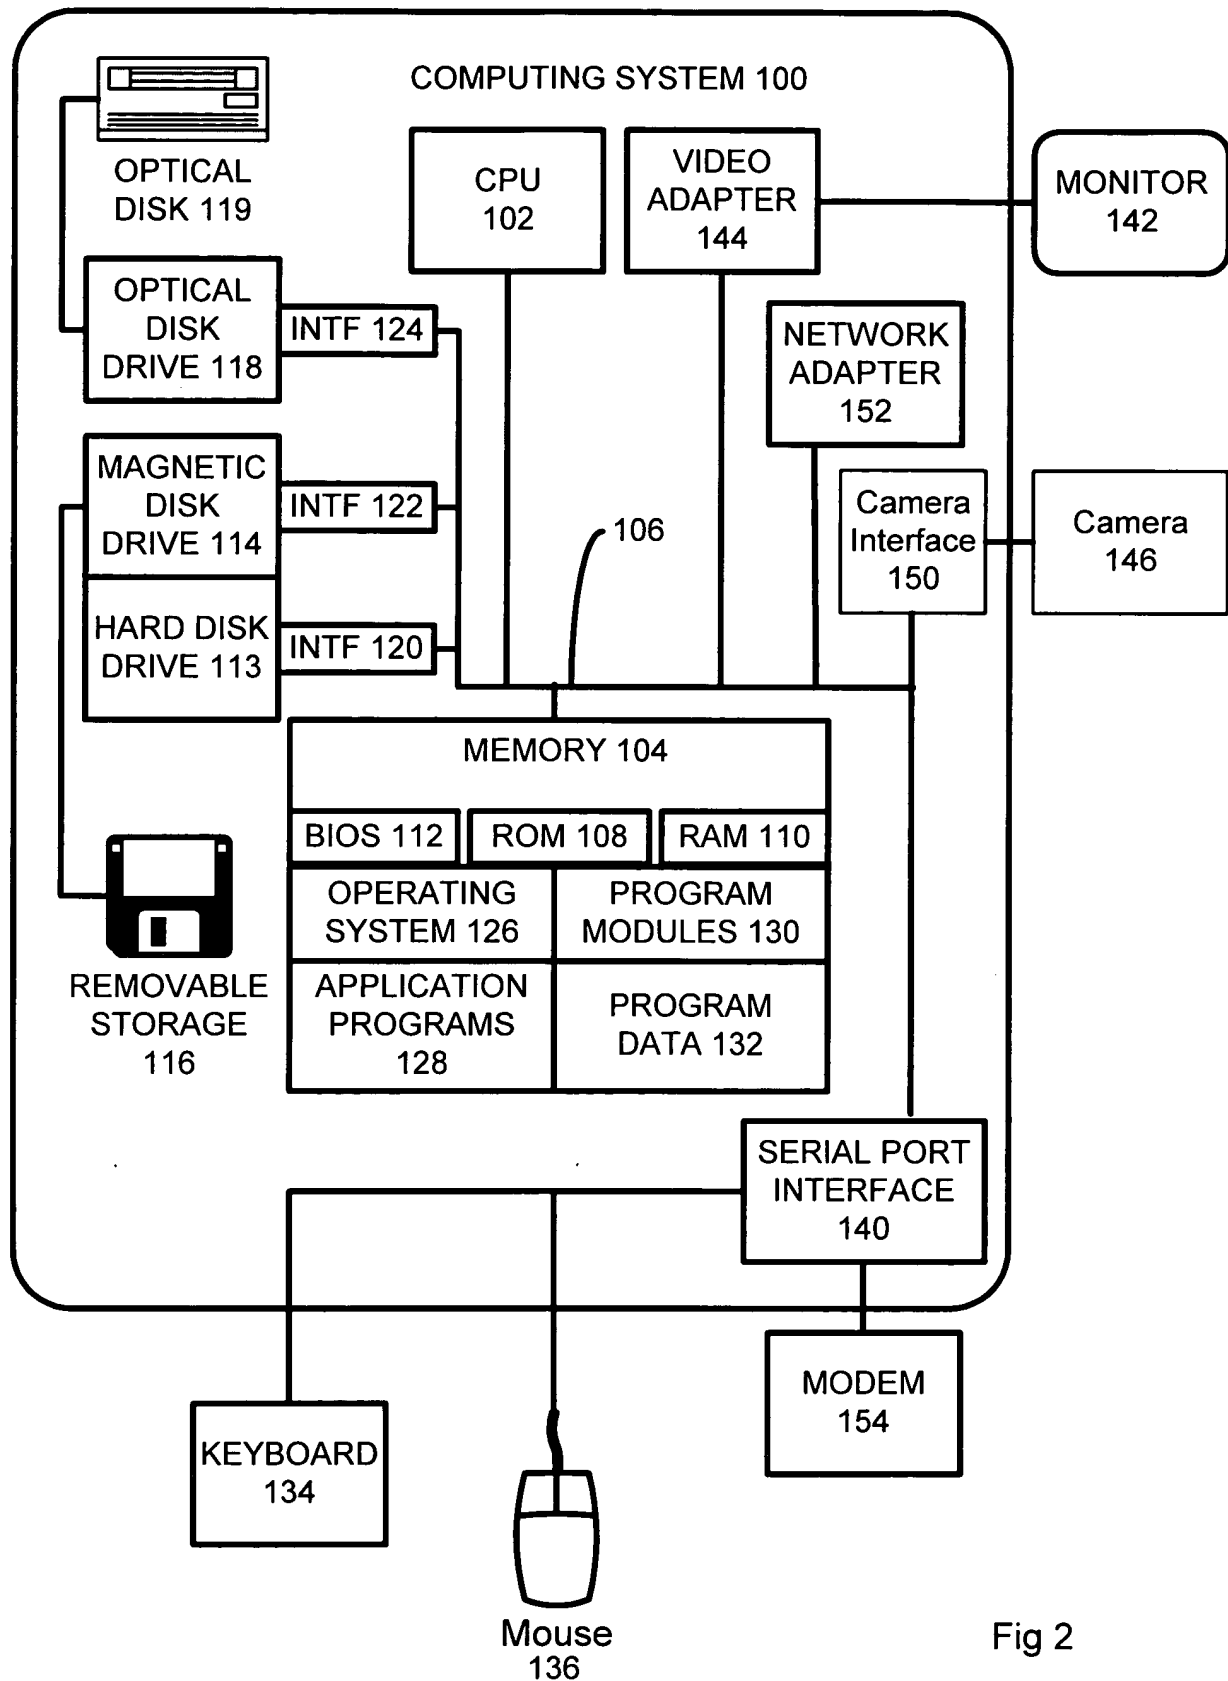 COMPUTING SYSTEM 100
OPTICAL
DISK 119
CPU
102
VIDEO
ADAPTER
144
MONITOR
142
OPTICAL
DISK
DRIVE 118
INTF 124
NETWORK
ADAPTER
152
MAGNETIC
DISK
DRIVE 114
INTF 122
106
Camera
Interface
150
Camera
146
HARD DISK
DRIVE 113
INTF 120
MEMORY 104
BIOS 112
ROM 108
RAM 110
OPERATING
SYSTEM 126
PROGRAM
MODULES 130
REMOVABLE
STORAGE
116
APPLICATION
PROGRAMS
128
PROGRAM
DATA 132
SERIAL PORT
INTERFACE
140
MODEM
154
KEYBOARD
134
Mouse
136
Fig 2